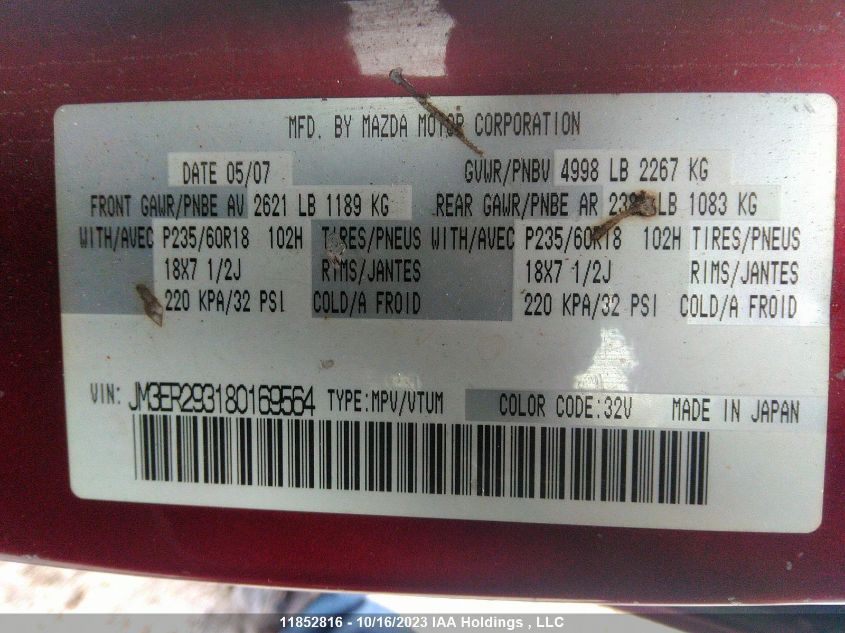 MFD. BY MAZDA MOTOR CORPORATION
DATE 05/07 GVWR/PNBV 4998 LB 2267 KG
FRONT GAWR/PNBE AV 2621 LB 1189 KG REAR GAWR/PNBE AR LB 1083 KG
WITH/AVEC P235/60R18 102H TIRES/PNEUS WITH/AVEC P235/60R18 102H TIRES/PNEUS
18X7 1/2J RIMS/JANTES 18X7 1/2J RIMS/JANTES
220 KPA/32 PSI COLD/A FROID 220 KPA/32 PSI COLD/A FROID
VIN: JM3ER293180169564 TYPE:MPV/VTUM COLOR CODE:32V MADE IN JAPAN
11852816 - 10/16/2023 IAA Holdings , LLC